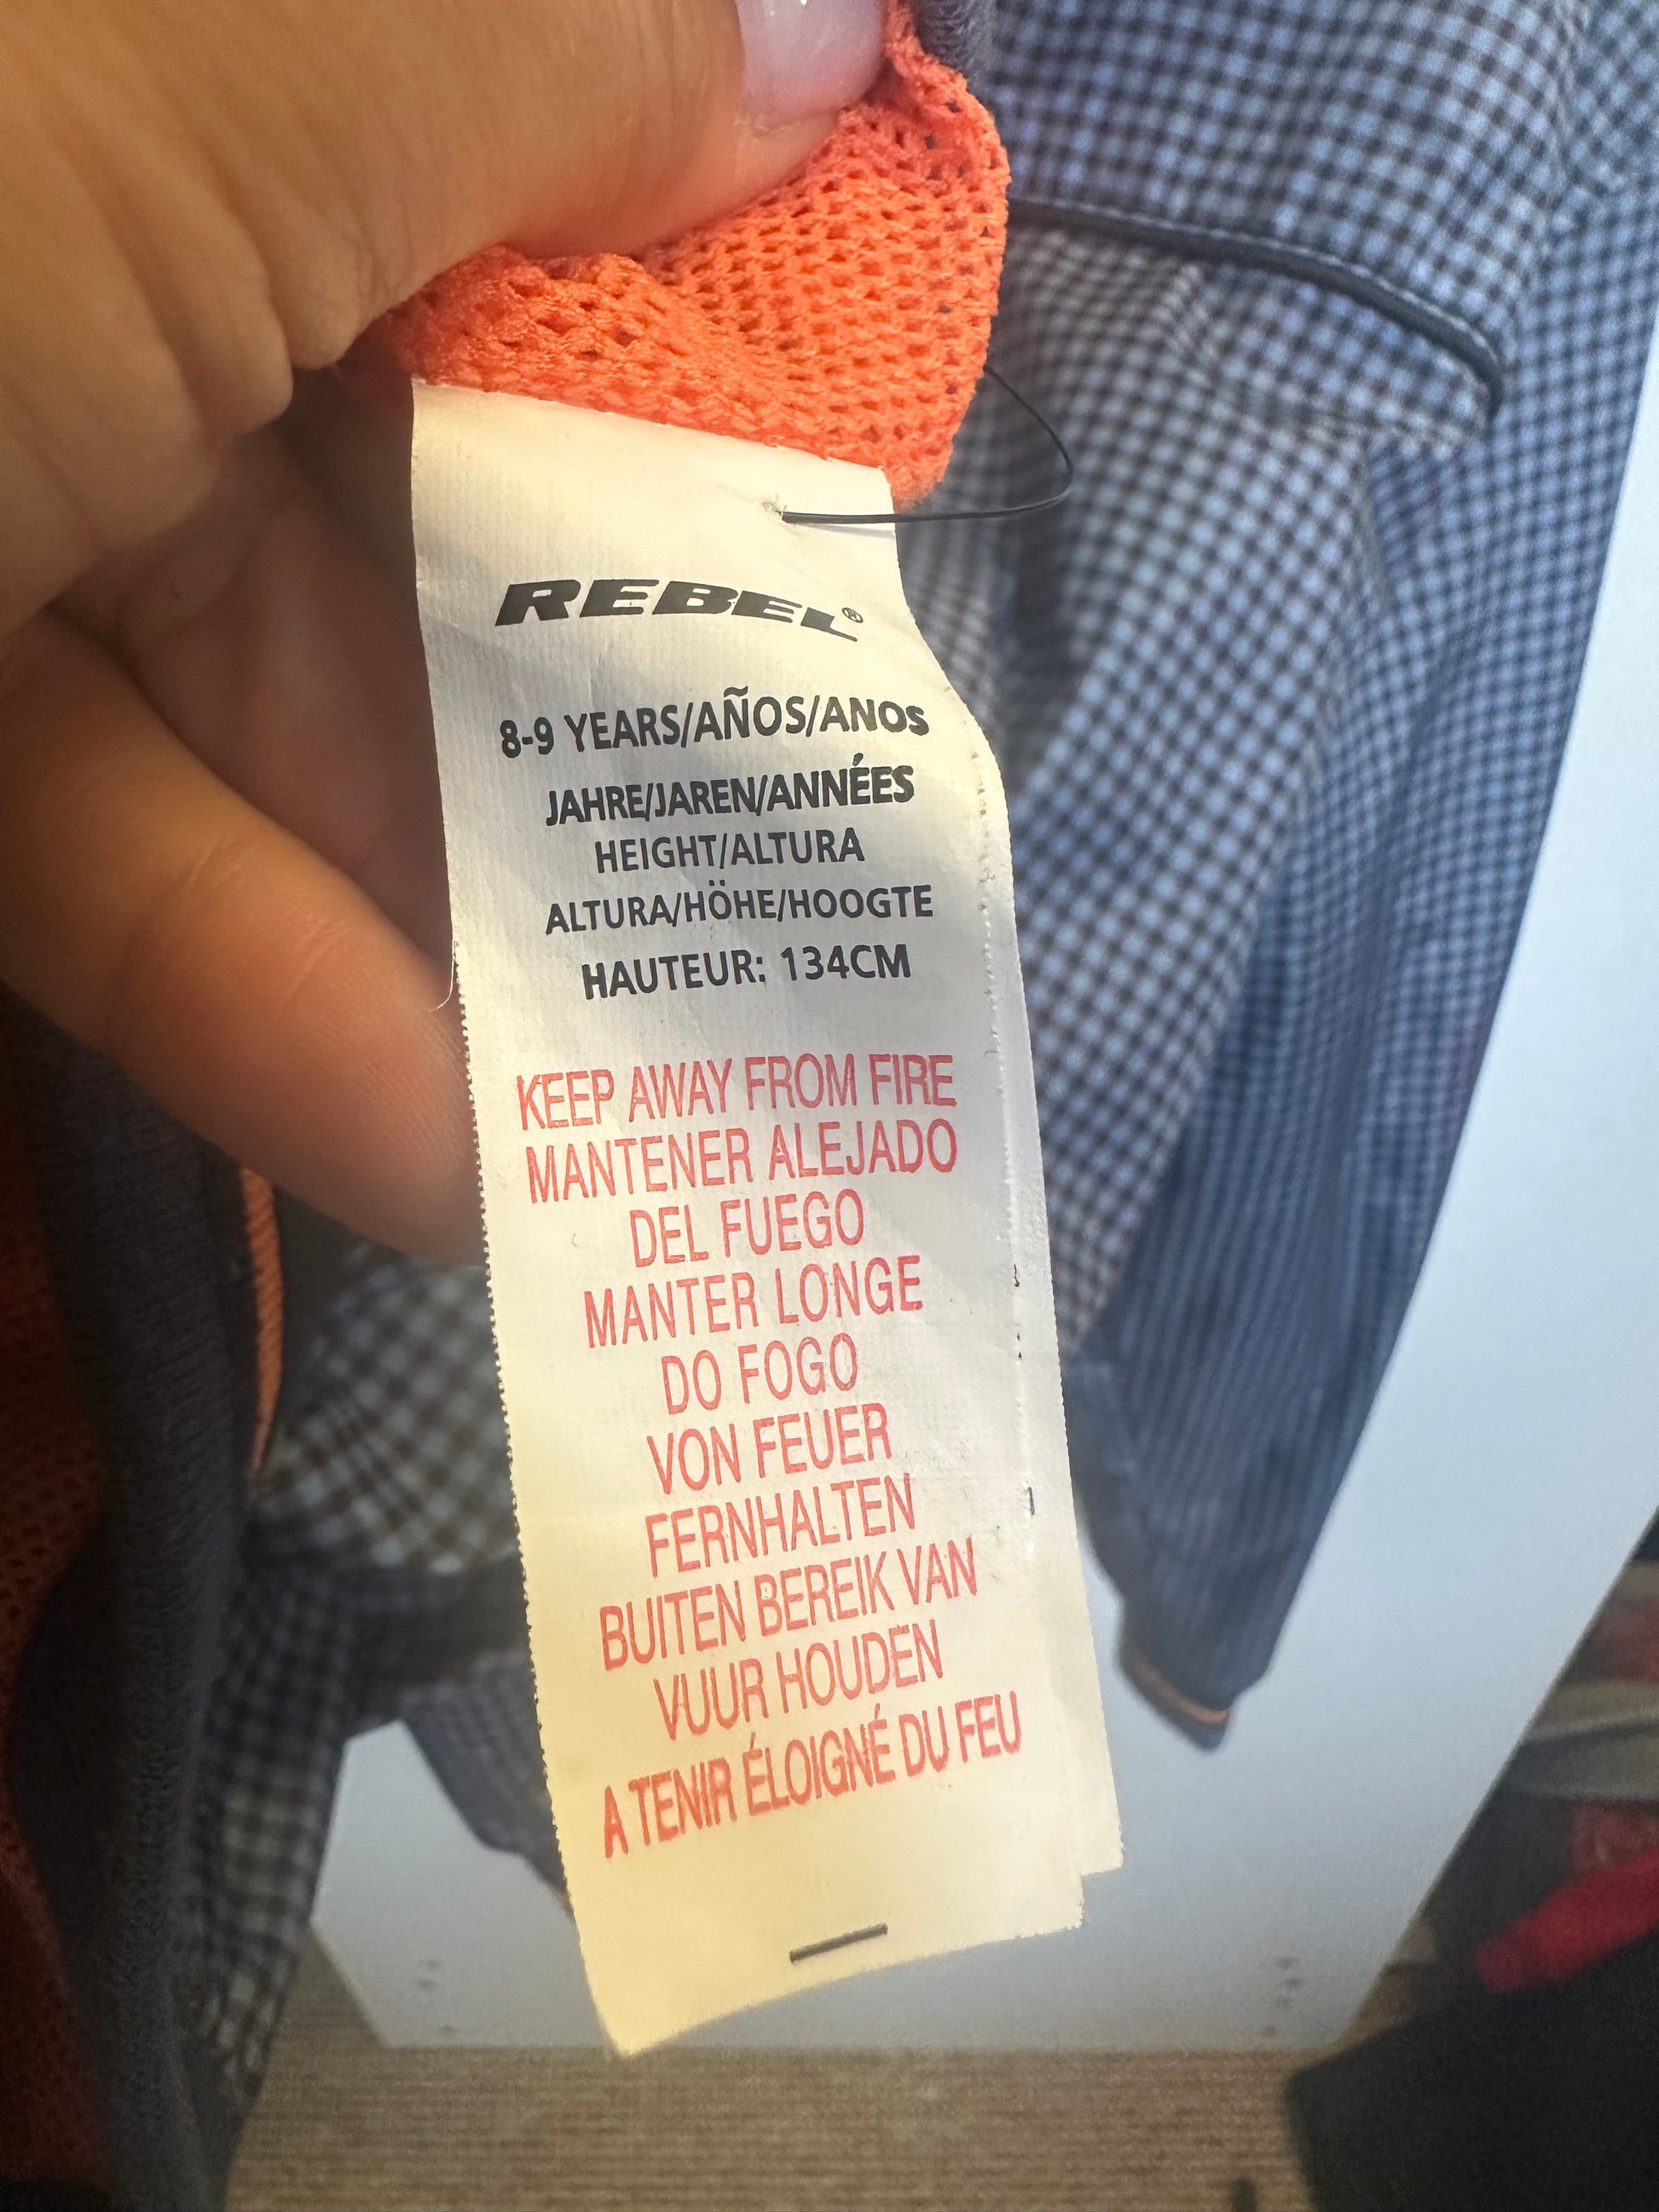 REBEL®
8-9 YEARS/AÑOS/ANOS
JAHRE/JAREN/ANNÉES
HEIGHT/ALTURA
ALTURA/HÖHE/HOOGTE
HAUTEUR: 134CM
KEEP AWAY FROM FIRE
MANTENER ALEJADO
DEL FUEGO
MANTER LONGE
DO FOGO
VON FEUER
FERNHALTEN
BUITEN BEREIK VAN
VUUR HOUDEN
A TENIR ÉLOIGNÉ DU FEU